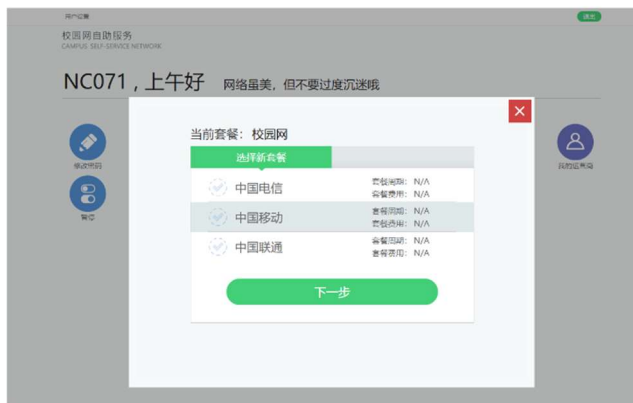 用户设置
退出
校园网自助服务
CAMPUS SELF-SERVICE NETWORK
NC071，上午好 网络虽美，但不要过度沉迷哦
当前套餐：校园网
选择新套餐
修改密码
我的运营商
中国电信
套餐周期：N/A
套餐费用：N/A
中国移动
套餐周期：N/A
套餐费用：N/A
暂停
中国联通
套餐周期：N/A
套餐费用：N/A
下一步